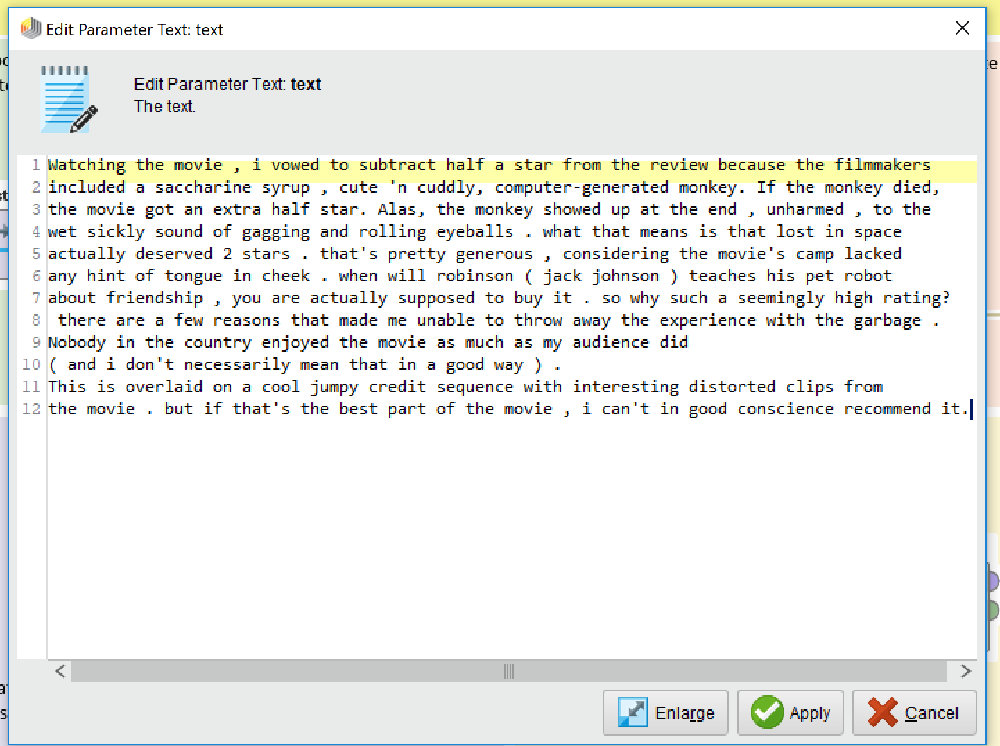 Edit Parameter Text: text
Edit Parameter Text: text
The text.
1 Watching the movie , i vowed to subtract half a star from the review because the filmmakers
2 included a saccharine syrup , cute 'n cuddly, computer-generated monkey. If the monkey died,
3 the movie got an extra half star. Alas, the monkey showed up at the end , unharmed , to the
4 wet sickly sound of gagging and rolling eyeballs . what that means is that lost in space
5 actually deserved 2 stars . that's pretty generous , considering the movie's camp lacked
6 any hint of tongue in cheek . when will robinson ( jack johnson ) teaches his pet robot
7 about friendship , you are actually supposed to buy it . so why such a seemingly high rating?
8 there are a few reasons that made me unable to throw away the experience with the garbage .
9 Nobody in the country enjoyed the movie as much as my audience did
10 ( and i don't necessarily mean that in a good way ) .
11 This is overlaid on a cool jumpy credit sequence with interesting distorted clips from
12 the movie . but if that's the best part of the movie , i can't in good conscience recommend it.
Enlarge Apply Cancel